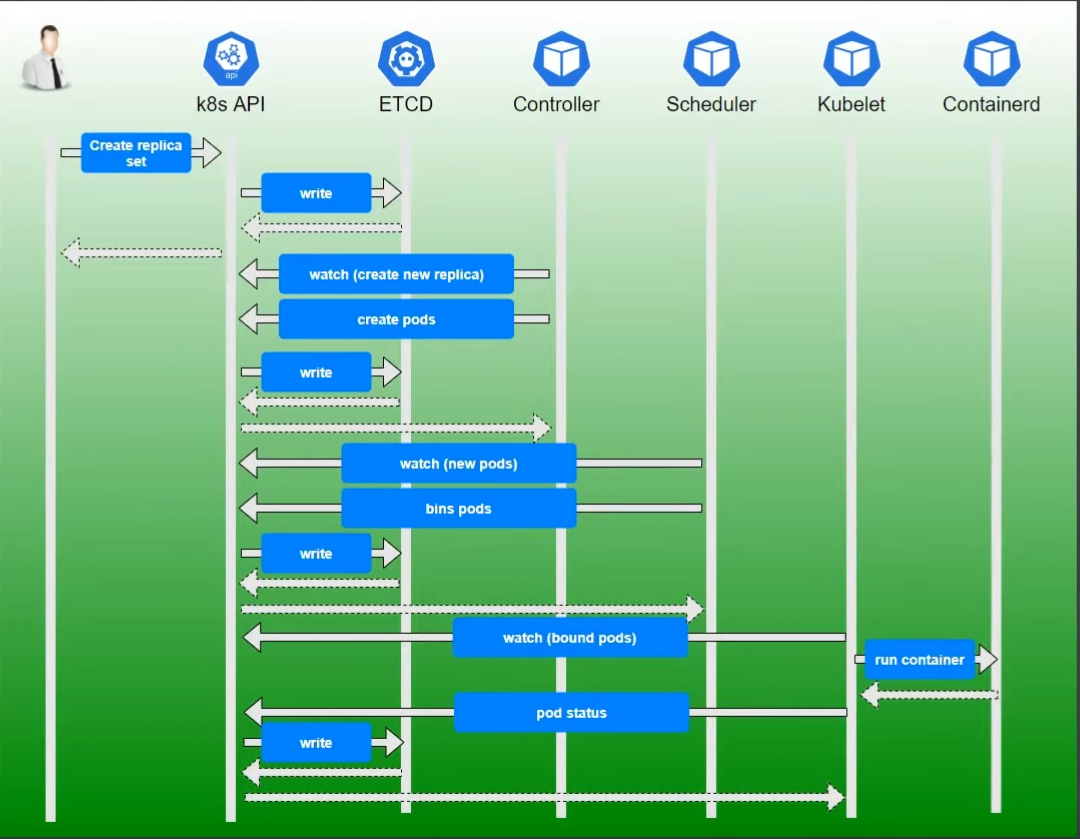 api
k8s API
ETCD
Controller
Scheduler
Kubelet
Containerd
Create replica
set
write
watch (create new replica)
create pods
write
watch (new pods)
bins pods
write
watch (bound pods)
run container
pod status
write